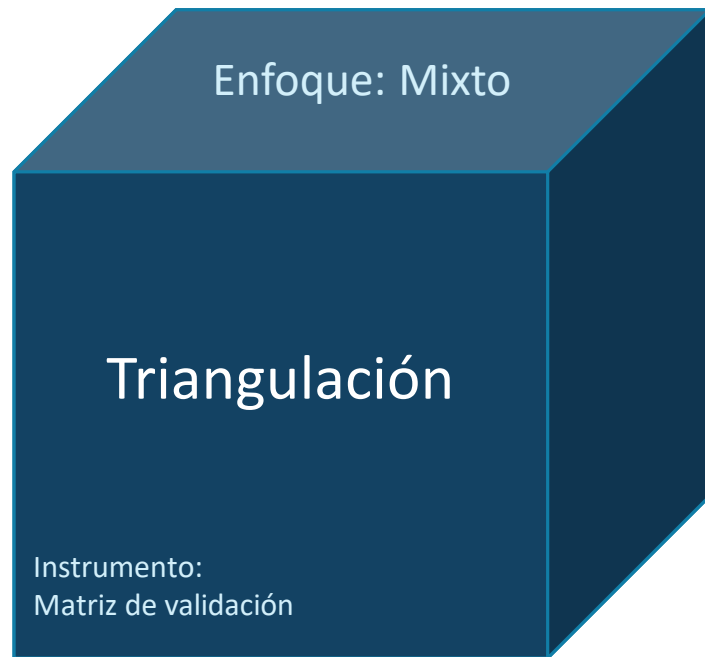 Enfoque: Mixto
Triangulación
Instrumento:
Matriz de validación